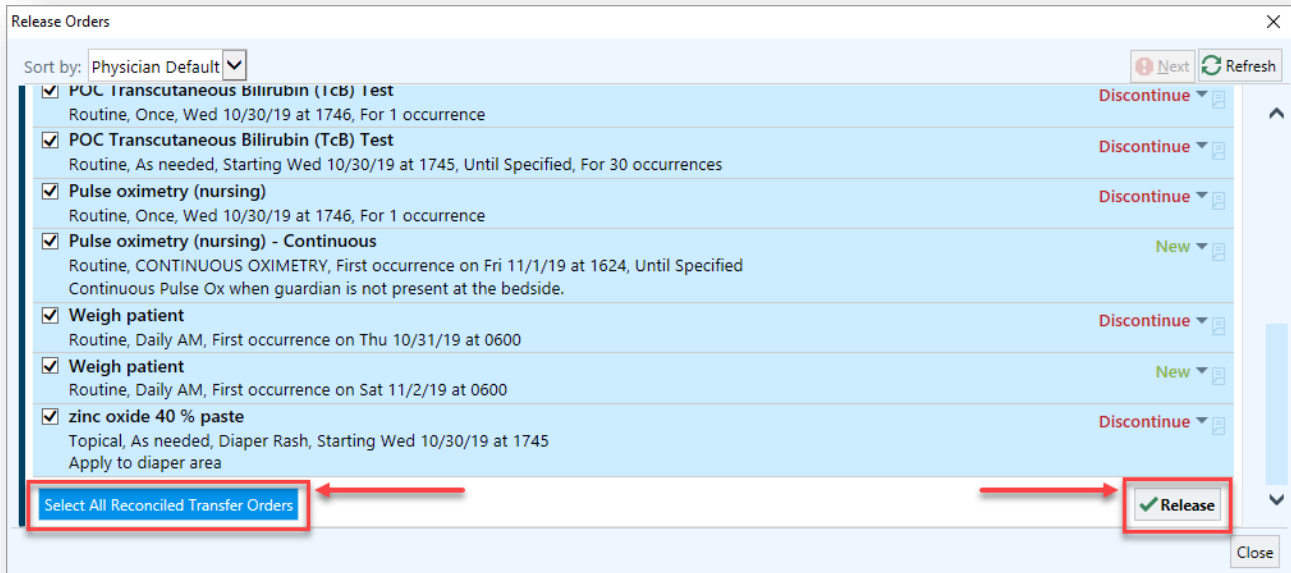 Release Orders
Sort by: Physician Default
Next Refresh
POC Transcutaneous Bilirubin (TcB) Test
Discontinue
Routine, Once, Wed 10/30/19 at 1746, For 1 occurrence
POC Transcutaneous Bilirubin (TcB) Test
Discontinue
Routine, As needed, Starting Wed 10/30/19 at 1745, Until Specified, For 30 occurrences
Pulse oximetry (nursing)
Discontinue
Routine, Once, Wed 10/30/19 at 1746, For 1 occurrence
Pulse oximetry (nursing) - Continuous
New
Routine, CONTINUOUS OXIMETRY, First occurrence on Fri 11/1/19 at 1624, Until Specified
Continuous Pulse Ox when guardian is not present at the bedside.
Weigh patient
Discontinue
Routine, Daily AM, First occurrence on Thu 10/31/19 at 0600
Weigh patient
New
Routine, Daily AM, First occurrence on Sat 11/2/19 at 0600
zinc oxide 40 % paste
Discontinue
Topical, As needed, Diaper Rash, Starting Wed 10/30/19 at 1745
Apply to diaper area
Select All Reconciled Transfer Orders
Release
Close